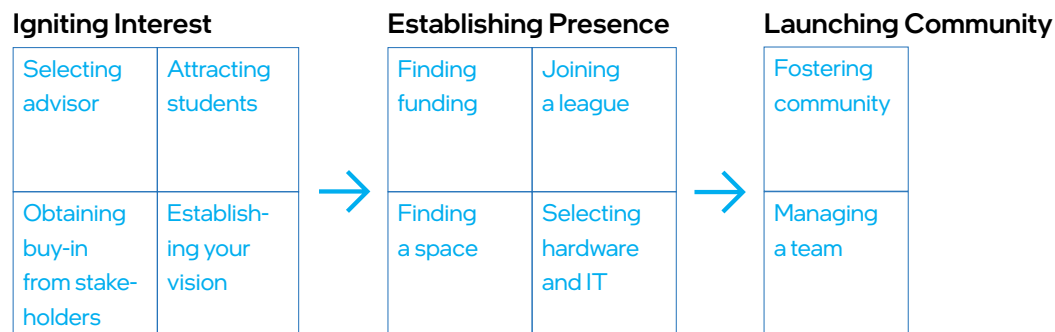 Igniting Interest
Selecting
advisor
Attracting
students
Obtaining
buy-in
from stake-
holders
Establish-
ing your
vision
Establishing Presence
Finding
funding
Joining
a league
Finding
a space
Selecting
hardware
and IT
Launching Community
Fostering
community
Managing
a team